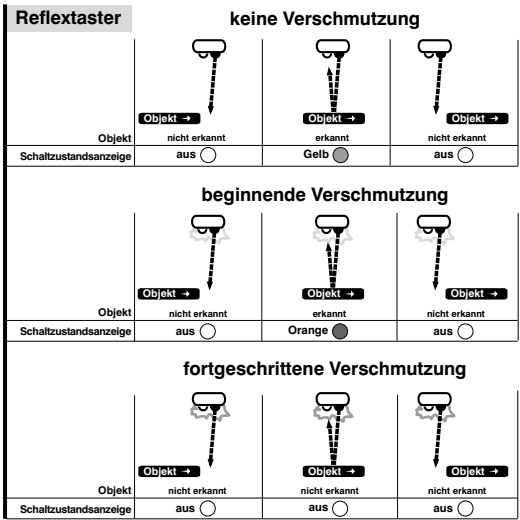 Reflextaster
keine Verschmutzung
Objekt → Objekt → Objekt →
Objekt nicht erkannt erkannt nicht erkannt
Schaltzustandsanzeige aus Gelb aus
beginnende Verschmutzung
Objekt → Objekt → Objekt →
Objekt nicht erkannt erkannt nicht erkannt
Schaltzustandsanzeige aus Orange aus
fortgeschrittene Verschmutzung
Objekt → Objekt → Objekt →
Objekt nicht erkannt nicht erkannt nicht erkannt
Schaltzustandsanzeige aus aus aus